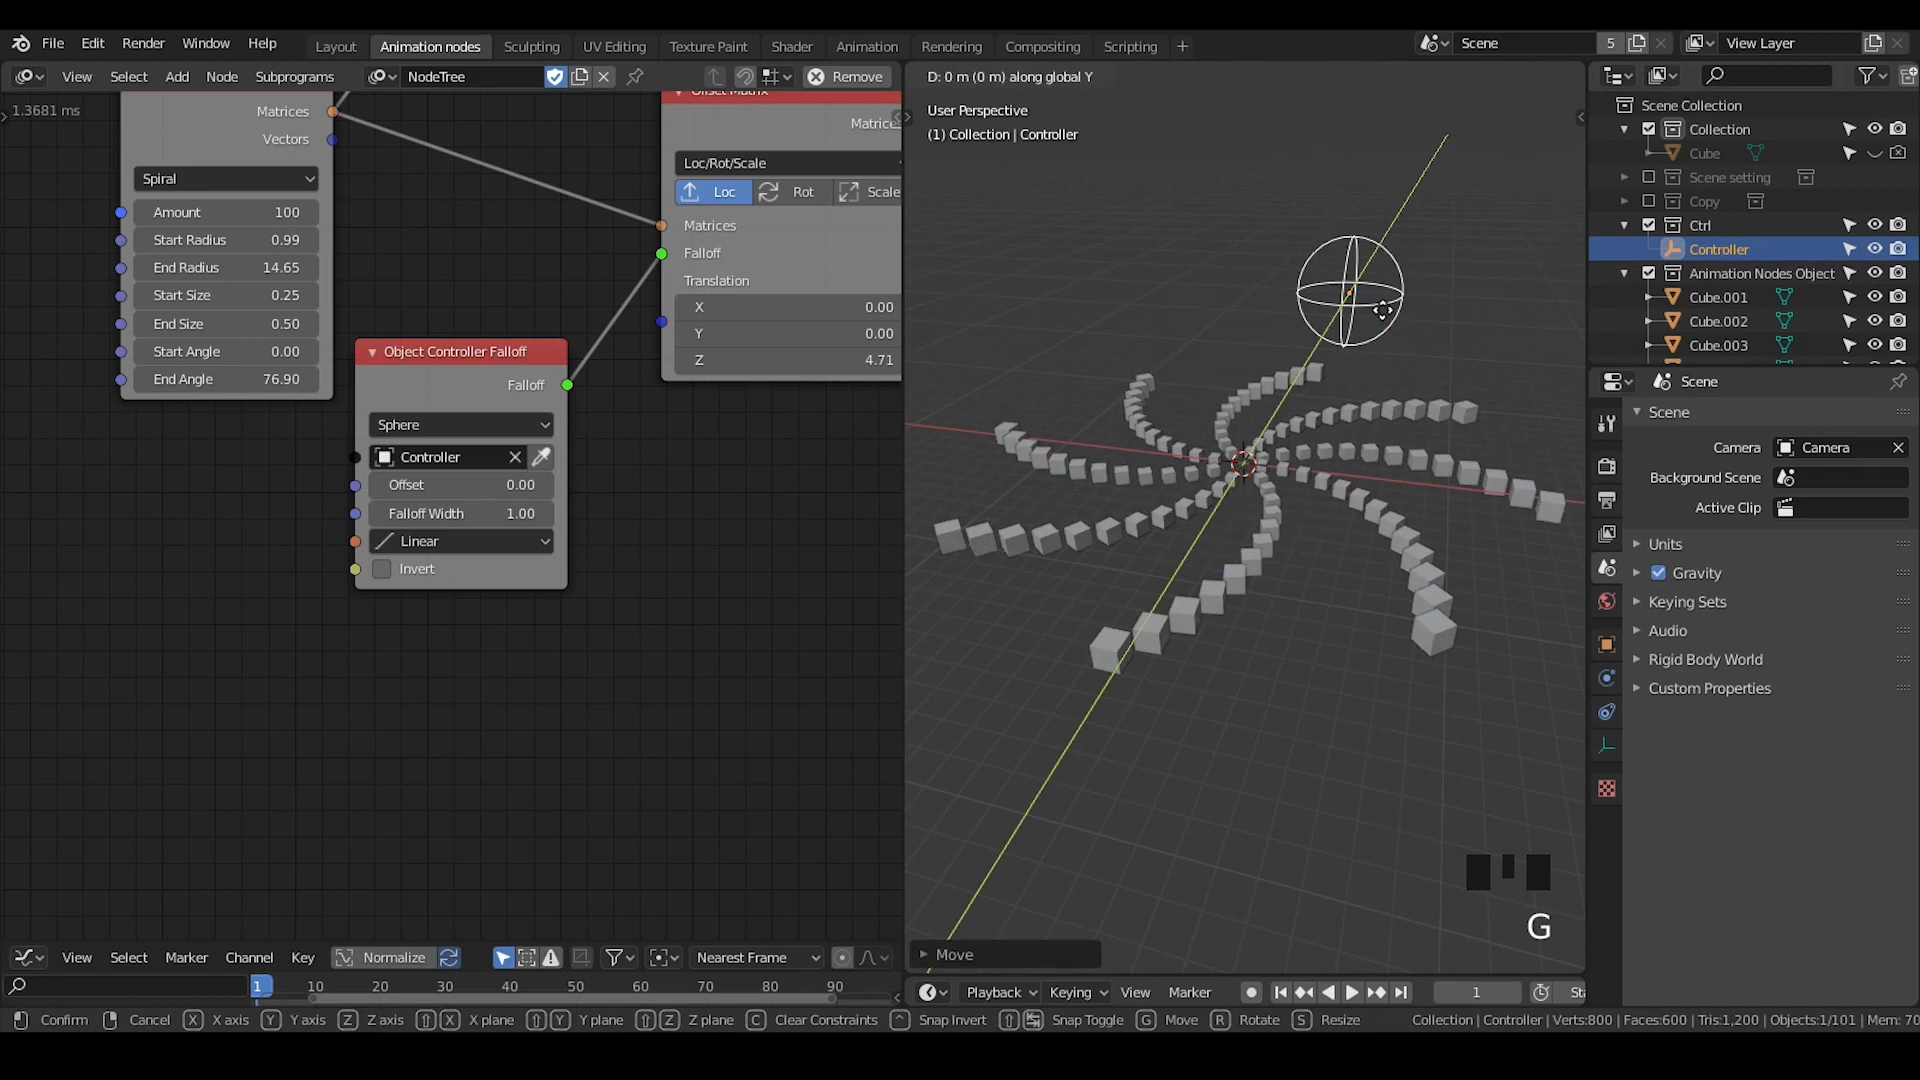 File Edit Render Window Help Layout Animation nodes Sculpting UV Editing Texture Paint Shader Animation Rendering Compositing Scripting + Scene 5 View Layer
View Select Add Node Subprograms NodeTree Remove D: 0 m (0 m) along global Y
1.3681 ms
Matrices
Vectors
Spiral
Amount 100
Start Radius 0.99
End Radius 14.65
Start Size 0.25
End Size 0.50
Start Angle 0.00
End Angle 76.90
Object Controller Falloff
Falloff
Sphere
Controller
Offset 0.00
Falloff Width 1.00
Linear
Invert
Offset Matrix
Matrices
Loc/Rot/Scale
Loc Rot Scale
Matrices
Falloff
Translation
X 0.00
Y 0.00
Z 4.71
User Perspective
(1) Collection | Controller
G
Move
Scene Collection
Collection
Cube
Scene setting
Copy
Ctrl
Controller
Animation Nodes Object
Cube.001
Cube.002
Cube.003
Scene
Scene
Camera Camera
Background Scene
Active Clip
Units
Gravity
Keying Sets
Audio
Rigid Body World
Custom Properties
View Select Marker Channel Key Normalize Nearest Frame
1 10 20 30 40 50 60 70 80 90
Playback Keying View Marker 1 Sta
Confirm Cancel X X axis Y Y axis Z Z axis X X plane Y Y plane Z Z plane C Clear Constraints Snap Invert Snap Toggle G Move R Rotate S Resize Collection | Controller | Verts:800 | Faces:600 | Tris:1,200 | Objects:1/101 | Mem: 70